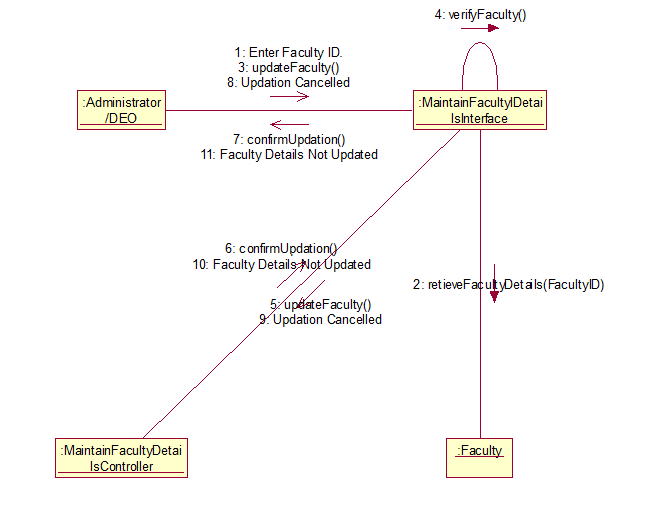 4: verifyFaculty()
1: Enter Faculty ID.
3: updateFaculty()
8: Updation Cancelled
:Administrator
/DEO
:MaintainFacultylDetai
lsInterface
7: confirmUpdation()
11: Faculty Details Not Updated
6: confirmUpdation()
10: Faculty Details Not Updated
2: retieveFacultyDetails(FacultyID)
5: updateFaculty()
9: Updation Cancelled
:MaintainFacultyDetai
lsController
:Faculty